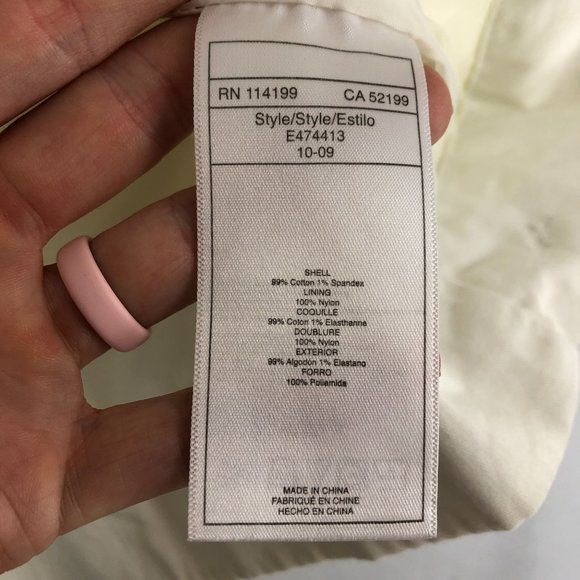 RN 114199 CA 52199
Style/Style/Estilo
E474413
10-09
SHELL
99% Cotton 1% Spandex
LINING
100% Nylon
COQUILLE
99% Coton 1% Elasthanne
DOUBLURE
100% Nylon
EXTERIOR
99% Algodón 1% Elastano
FORRO
100% Poliamida
MADE IN CHINA
FABRIQUÉ EN CHINE
HECHO EN CHINA